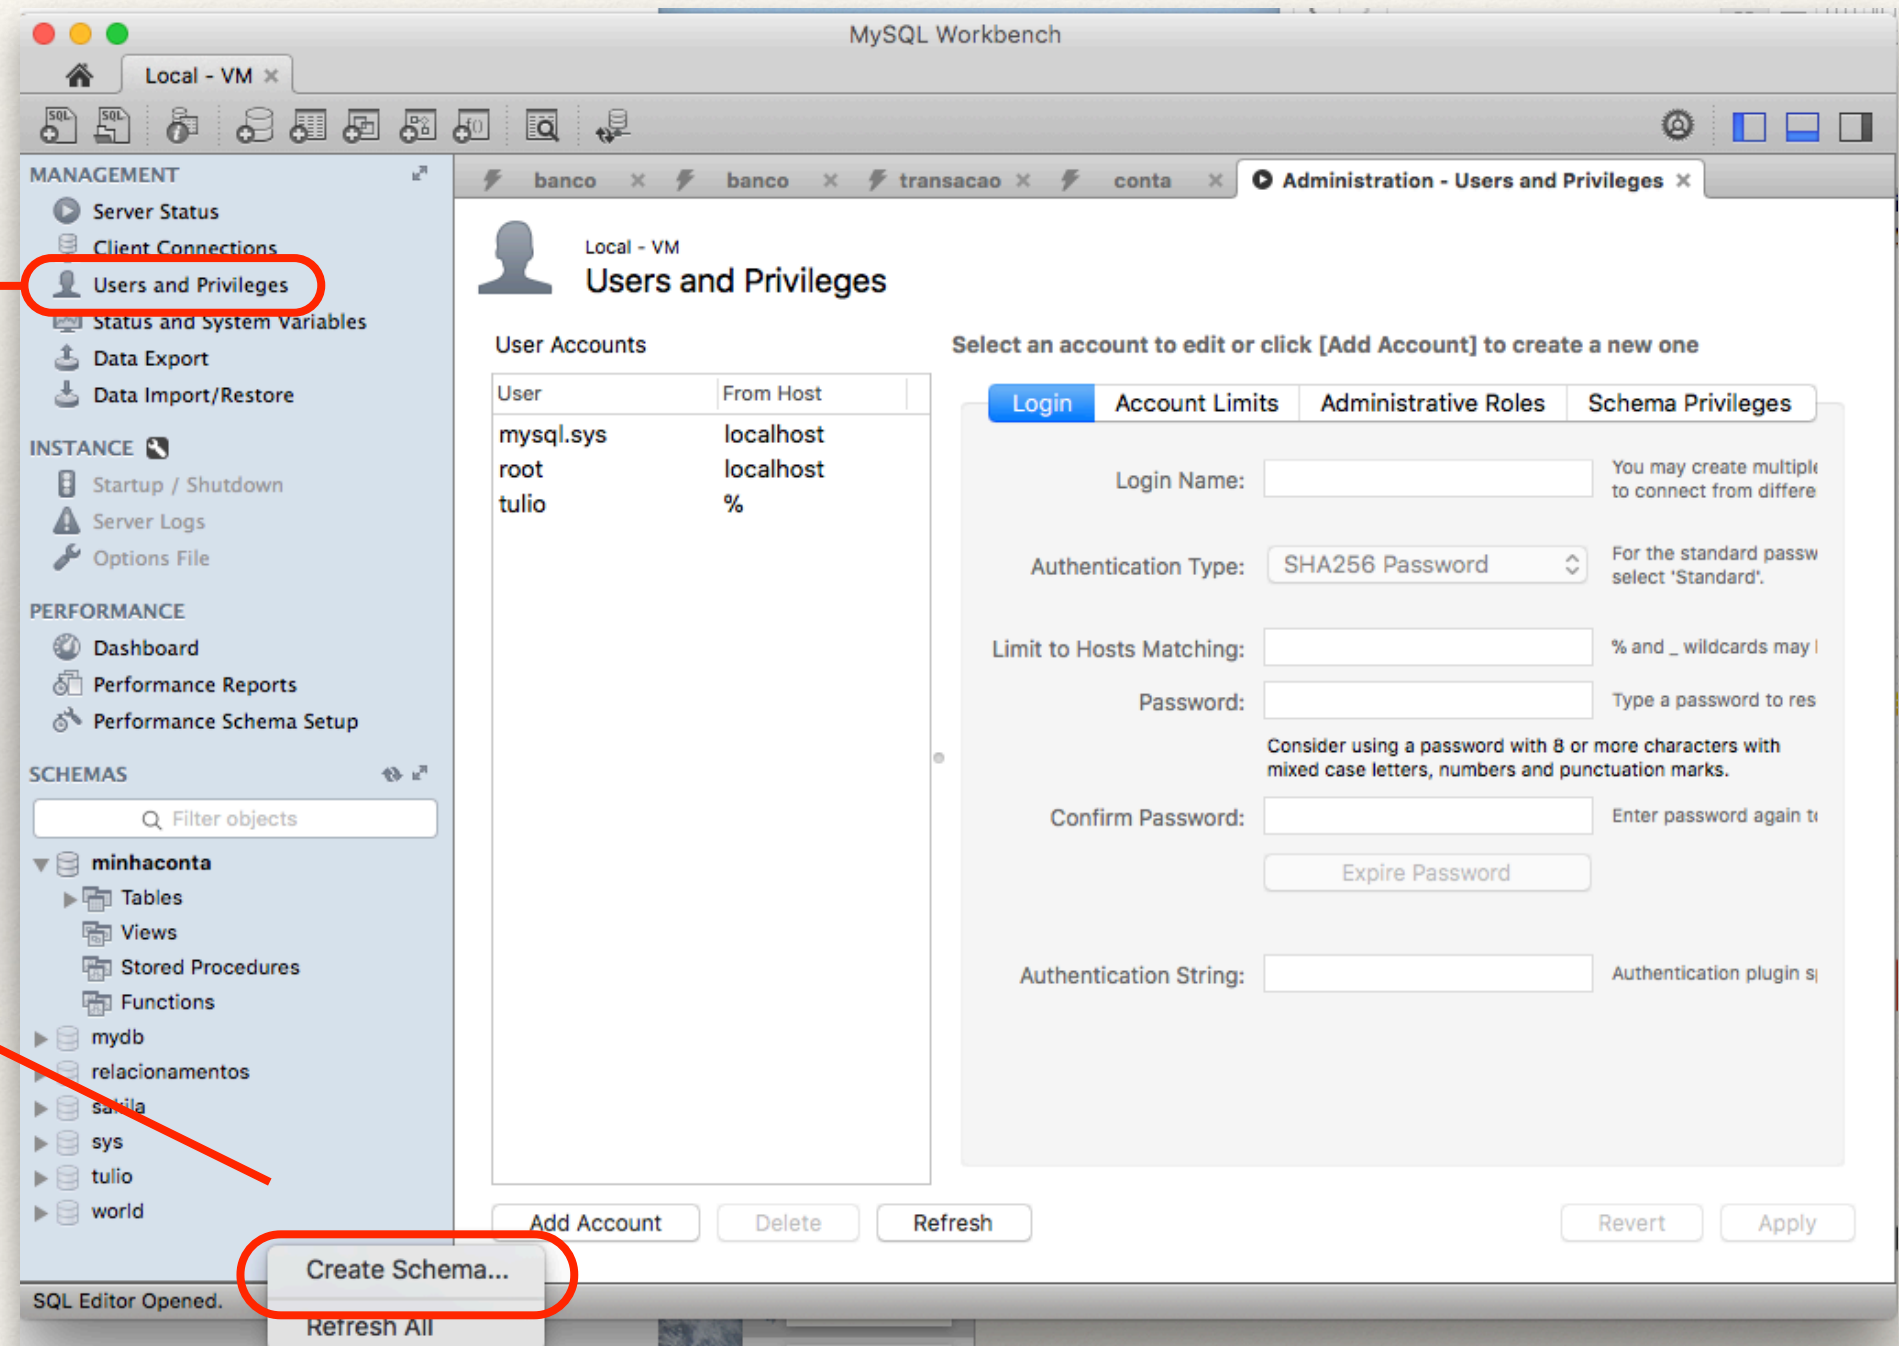 MySQL Workbench
Local - VM
SQL
SQL
f()
MANAGEMENT
Server Status
Client Connections
Users and Privileges
Status and System Variables
Data Export
Data Import/Restore
INSTANCE
Startup / Shutdown
Server Logs
Options File
PERFORMANCE
Dashboard
Performance Reports
Performance Schema Setup
SCHEMAS
Filter objects
minhaconta
Tables
Views
Stored Procedures
Functions
mydb
relacionamentos
sakila
sys
tulio
world
Create Schema...
Refresh All
SQL Editor Opened.
banco
banco
transacao
conta
Administration - Users and Privileges
Local - VM
Users and Privileges
User Accounts
User From Host
mysql.sys localhost
root localhost
tulio %
Add Account Delete Refresh
Select an account to edit or click [Add Account] to create a new one
Login Account Limits Administrative Roles Schema Privileges
Login Name:
You may create multiple
to connect from differe
Authentication Type: SHA256 Password
For the standard passw
select 'Standard'.
Limit to Hosts Matching:
% and _ wildcards may
Password:
Type a password to res
Consider using a password with 8 or more characters with
mixed case letters, numbers and punctuation marks.
Confirm Password:
Enter password again
Expire Password
Authentication String:
Authentication plugin
Revert Apply